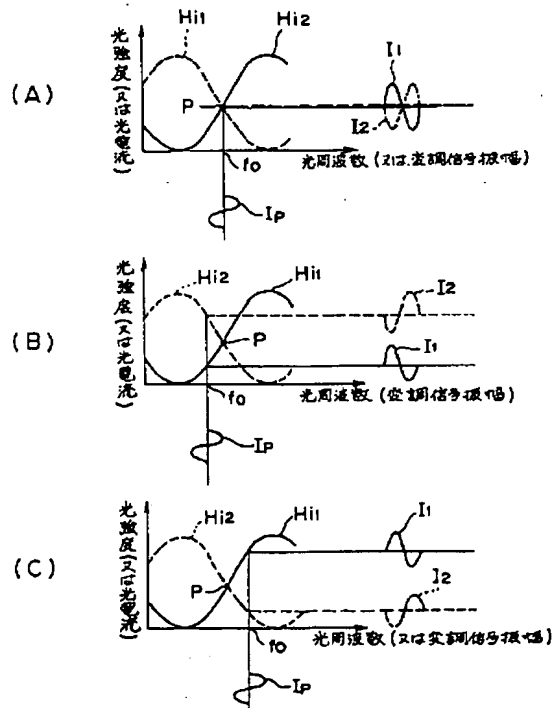 (A)
光強度(又は光電流)
Hi1
Hi2
P
I1
I2
fo
光周波数(又は変調信号振幅)
IP
(B)
光強度(又は光電流)
Hi2
Hi1
P
I2
I1
fo
光周波数(変調信号振幅)
IP
(C)
光強度(又は光電流)
Hi2
Hi1
P
I1
I2
fo
光周波数(又は変調信号振幅)
IP